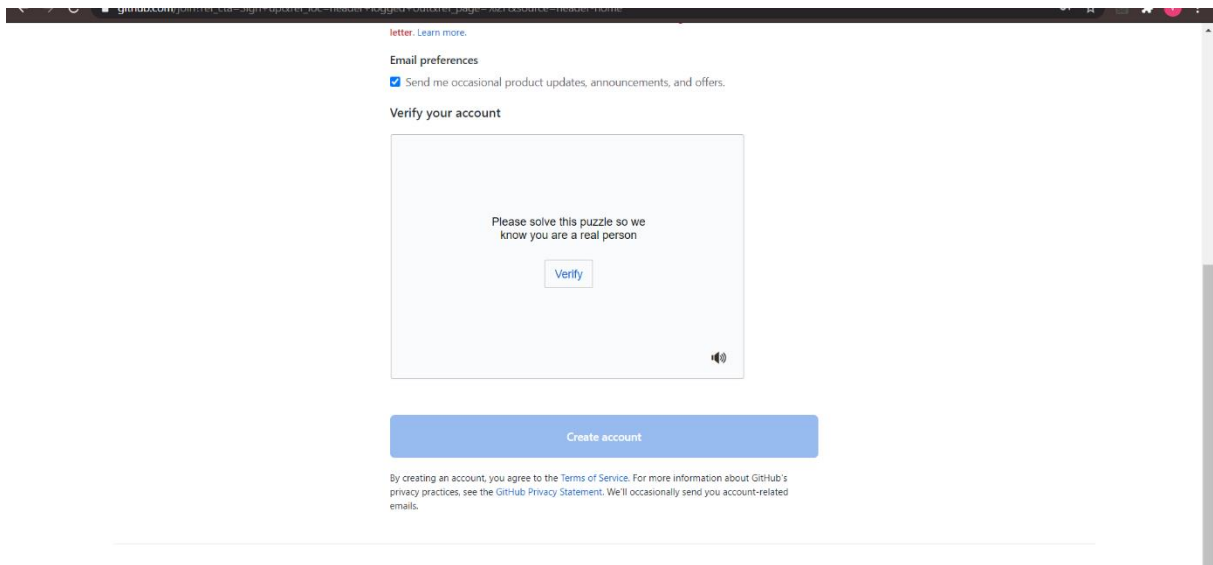 letter. Learn more.
Email preferences
Send me occasional product updates, announcements, and offers.
Verify your account
Please solve this puzzle so we
know you are a real person
Verify
Create account
By creating an account, you agree to the Terms of Service. For more information about GitHub's
privacy practices, see the GitHub Privacy Statement. We'll occasionally send you account-related
emails.